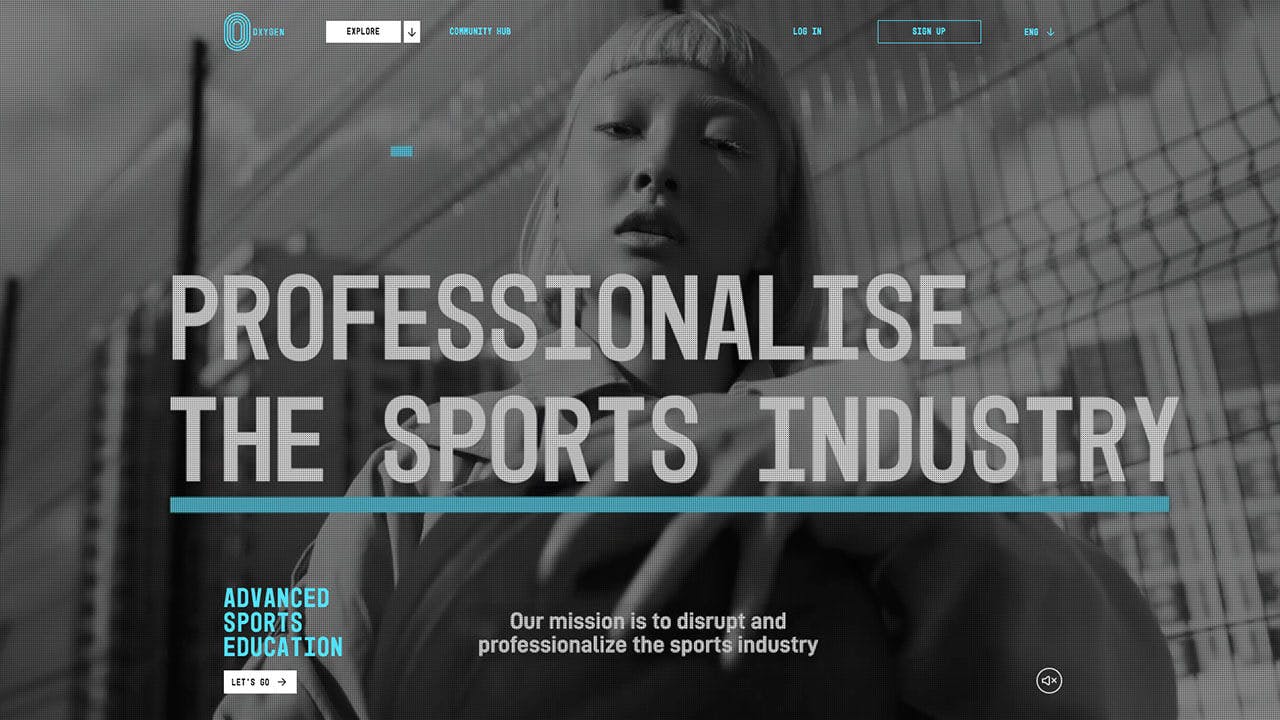 OXYGEN
EXPLORE
COMMUNITY HUB
LOG IN
SIGN UP
ENG
PROFESSIONALISE
THE SPORTS INDUSTRY
ADVANCED
SPORTS
EDUCATION
LET'S GO
Our mission is to disrupt and
professionalize the sports industry